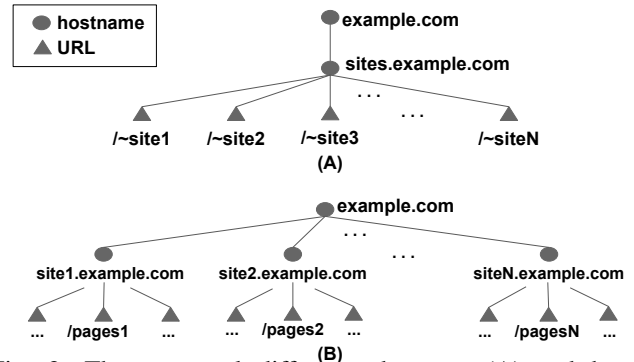 hostname
URL
example.com
sites.example.com
. . .
. . .
/~site1 /~site2 /~site3 /~siteN
(A)
example.com
. . .
. . .
site1.example.com site2.example.com siteN.example.com
... /pages1 ... ... /pages2 ... ... /pagesN ...
(B)